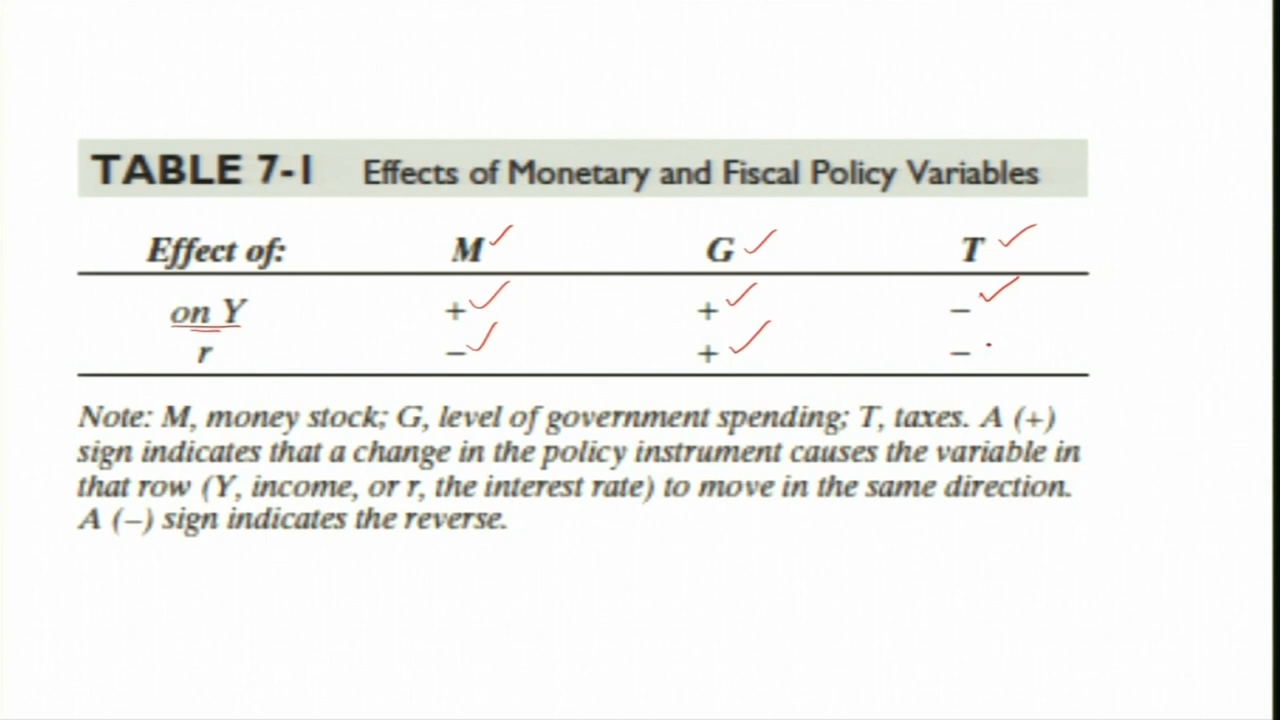 TABLE 7-1 Effects of Monetary and Fiscal Policy Variables
Effect of: M G T
on Y + + –
r – + –
Note: M, money stock; G, level of government spending; T, taxes. A (+)
sign indicates that a change in the policy instrument causes the variable in
that row (Y, income, or r, the interest rate) to move in the same direction.
A (–) sign indicates the reverse.